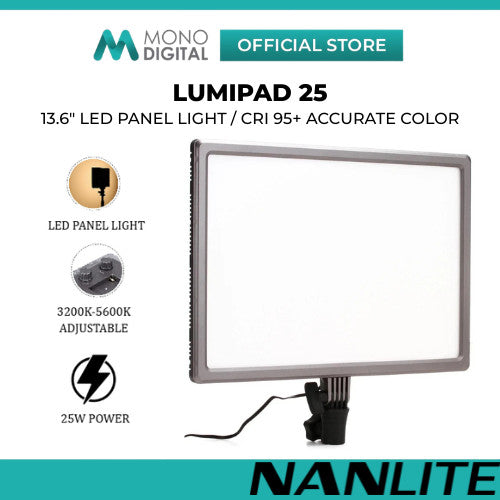 MONO
DIGITAL
OFFICIAL STORE
LUMIPAD 25
13.6" LED PANEL LIGHT / CRI 95+ ACCURATE COLOR
LED PANEL LIGHT
3200K-5600K
ADJUSTABLE
25W POWER
NANLITE